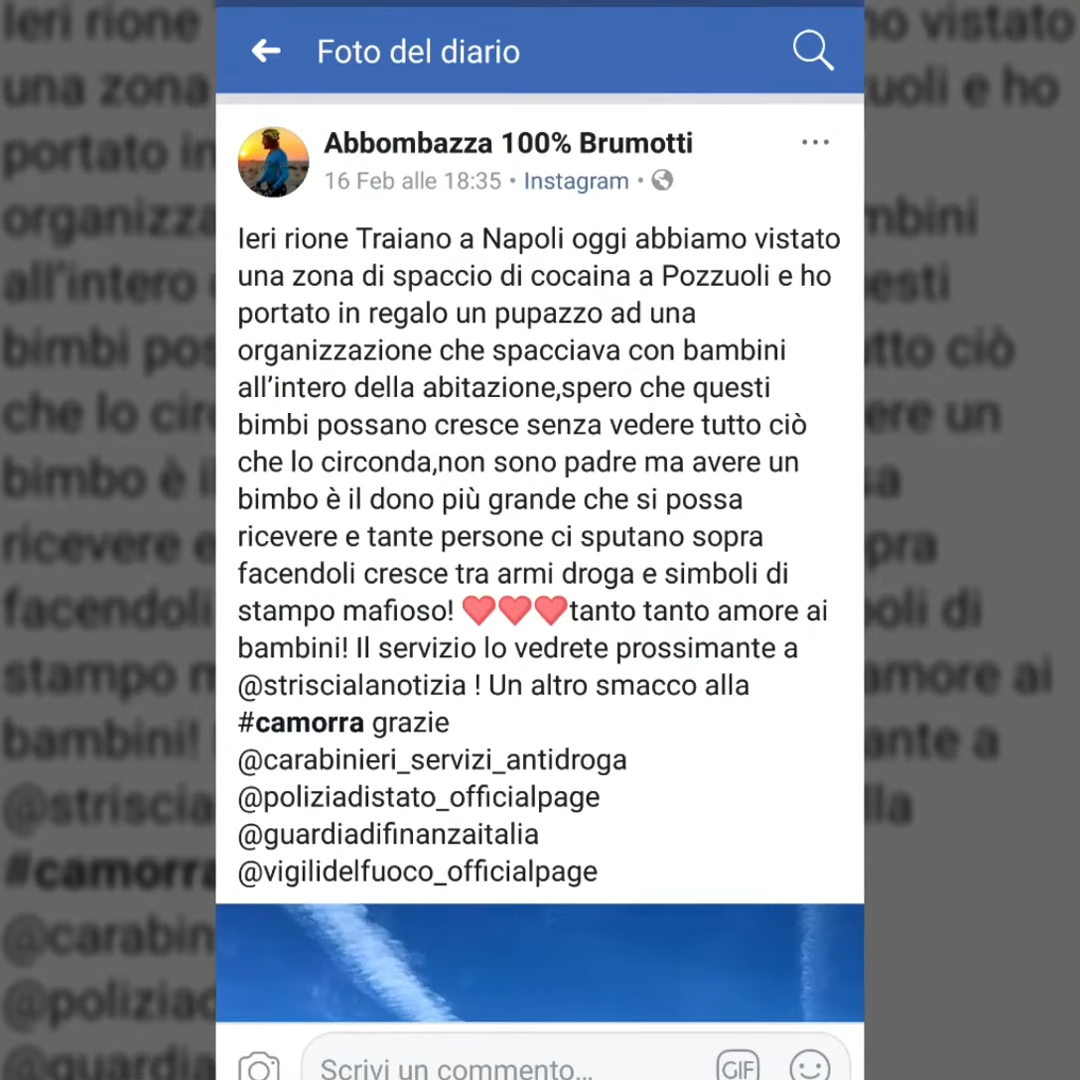 Foto del diario
Abbombazza 100% Brumotti
16 Feb alle 18:35 • Instagram •
Ieri rione Traiano a Napoli oggi abbiamo vistato
una zona di spaccio di cocaina a Pozzuoli e ho
portato in regalo un pupazzo ad una
organizzazione che spacciava con bambini
all'intero della abitazione,spero che questi
bimbi possano cresce senza vedere tutto ciò
che lo circonda,non sono padre ma avere un
bimbo è il dono più grande che si possa
ricevere e tante persone ci sputano sopra
facendoli cresce tra armi droga e simboli di
stampo mafioso! ❤❤❤tanto tanto amore ai
bambini! Il servizio lo vedrete prossimante a
@striscialanotizia ! Un altro smacco alla
#camorra grazie
@carabinieri_servizi_antidroga
@poliziadistato_officialpage
@guardiadifinanzaitalia
@vigilidelfuoco_officialpage
Scrivi un commento...
GIF